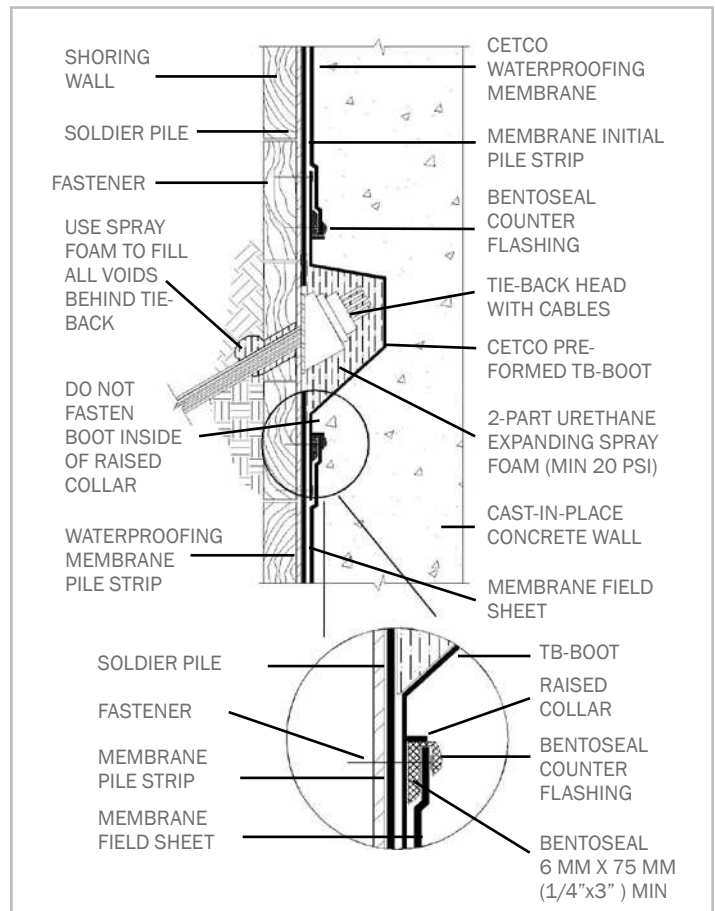 SHORING
WALL
SOLDIER PILE
FASTENER
USE SPRAY
FOAM TO FILL
ALL VOIDS
BEHIND TIE-
BACK
DO NOT
FASTEN
BOOT INSIDE
OF RAISED
COLLAR
WATERPROOFING
MEMBRANE
PILE STRIP
CETCO
WATERPROOFING
MEMBRANE
MEMBRANE INITIAL
PILE STRIP
BENTOSEAL
COUNTER
FLASHING
TIE-BACK HEAD
WITH CABLES
CETCO PRE-
FORMED TB-BOOT
2-PART URETHANE
EXPANDING SPRAY
FOAM (MIN 20 PSI)
CAST-IN-PLACE
CONCRETE WALL
MEMBRANE FIELD
SHEET
SOLDIER PILE
FASTENER
MEMBRANE
PILE STRIP
MEMBRANE
FIELD SHEET
TB-BOOT
RAISED
COLLAR
BENTOSEAL
COUNTER
FLASHING
BENTOSEAL
6 MM X 75 MM
(1/4"x3" ) MIN